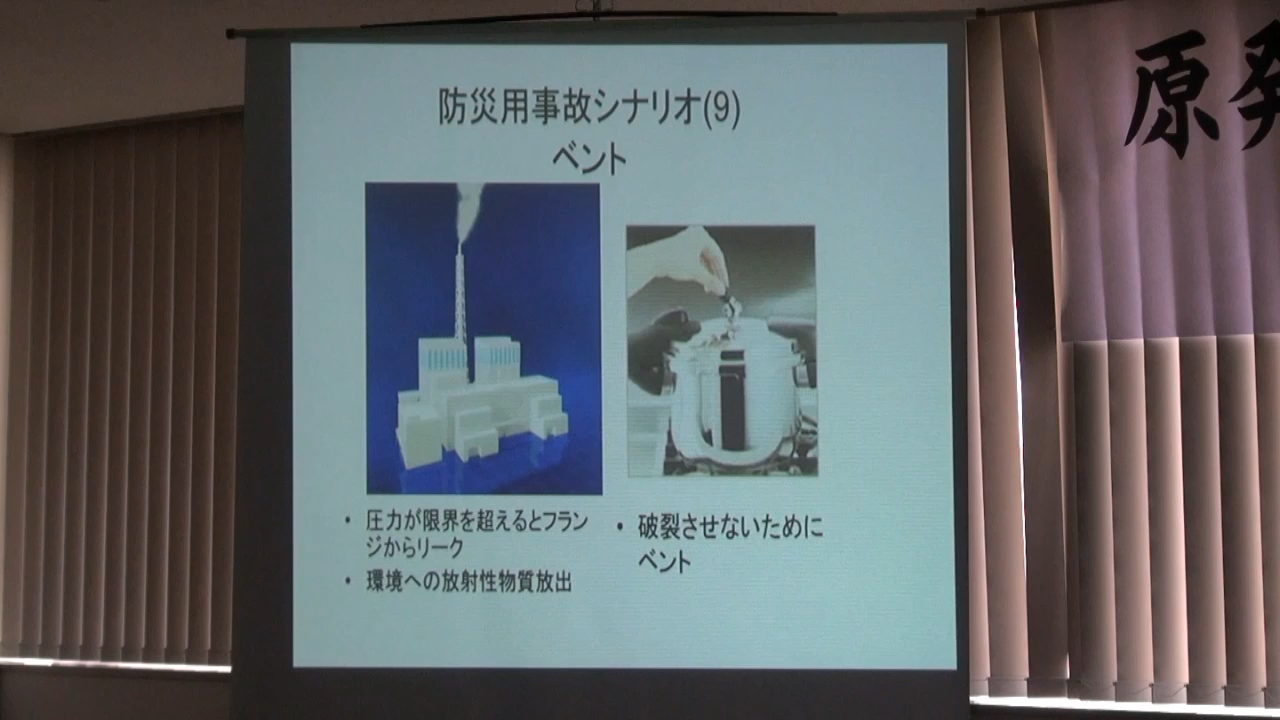 防災用事故シナリオ(9)
ベント
・ 圧力が限界を超えるとフラン
ジからリーク
・ 環境への放射性物質放出
・ 破裂させないために
ベント
原発